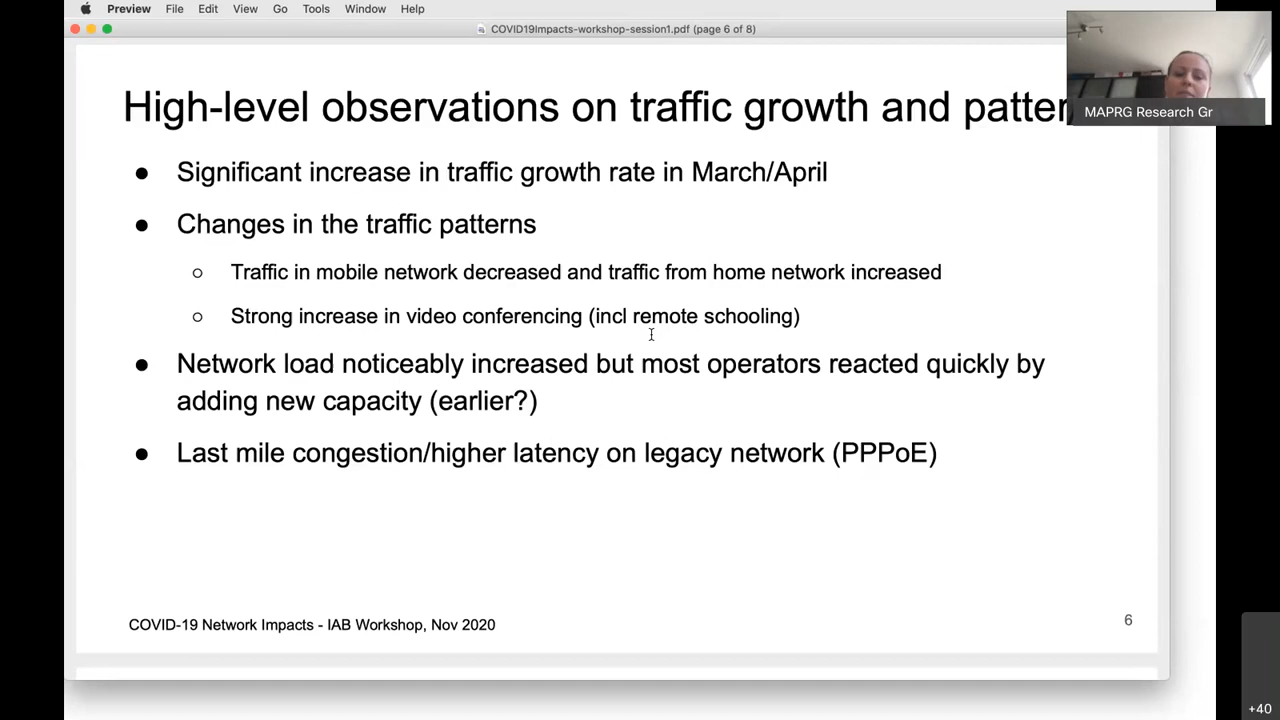 Preview File Edit View Go Tools Window Help
COVID19Impacts-workshop-session1.pdf (page 6 of 8)
MAPRG Research Gr
High-level observations on traffic growth and patter
● Significant increase in traffic growth rate in March/April
● Changes in the traffic patterns
○ Traffic in mobile network decreased and traffic from home network increased
○ Strong increase in video conferencing (incl remote schooling)
● Network load noticeably increased but most operators reacted quickly by
adding new capacity (earlier?)
● Last mile congestion/higher latency on legacy network (PPPoE)
COVID-19 Network Impacts - IAB Workshop, Nov 2020
6
+40